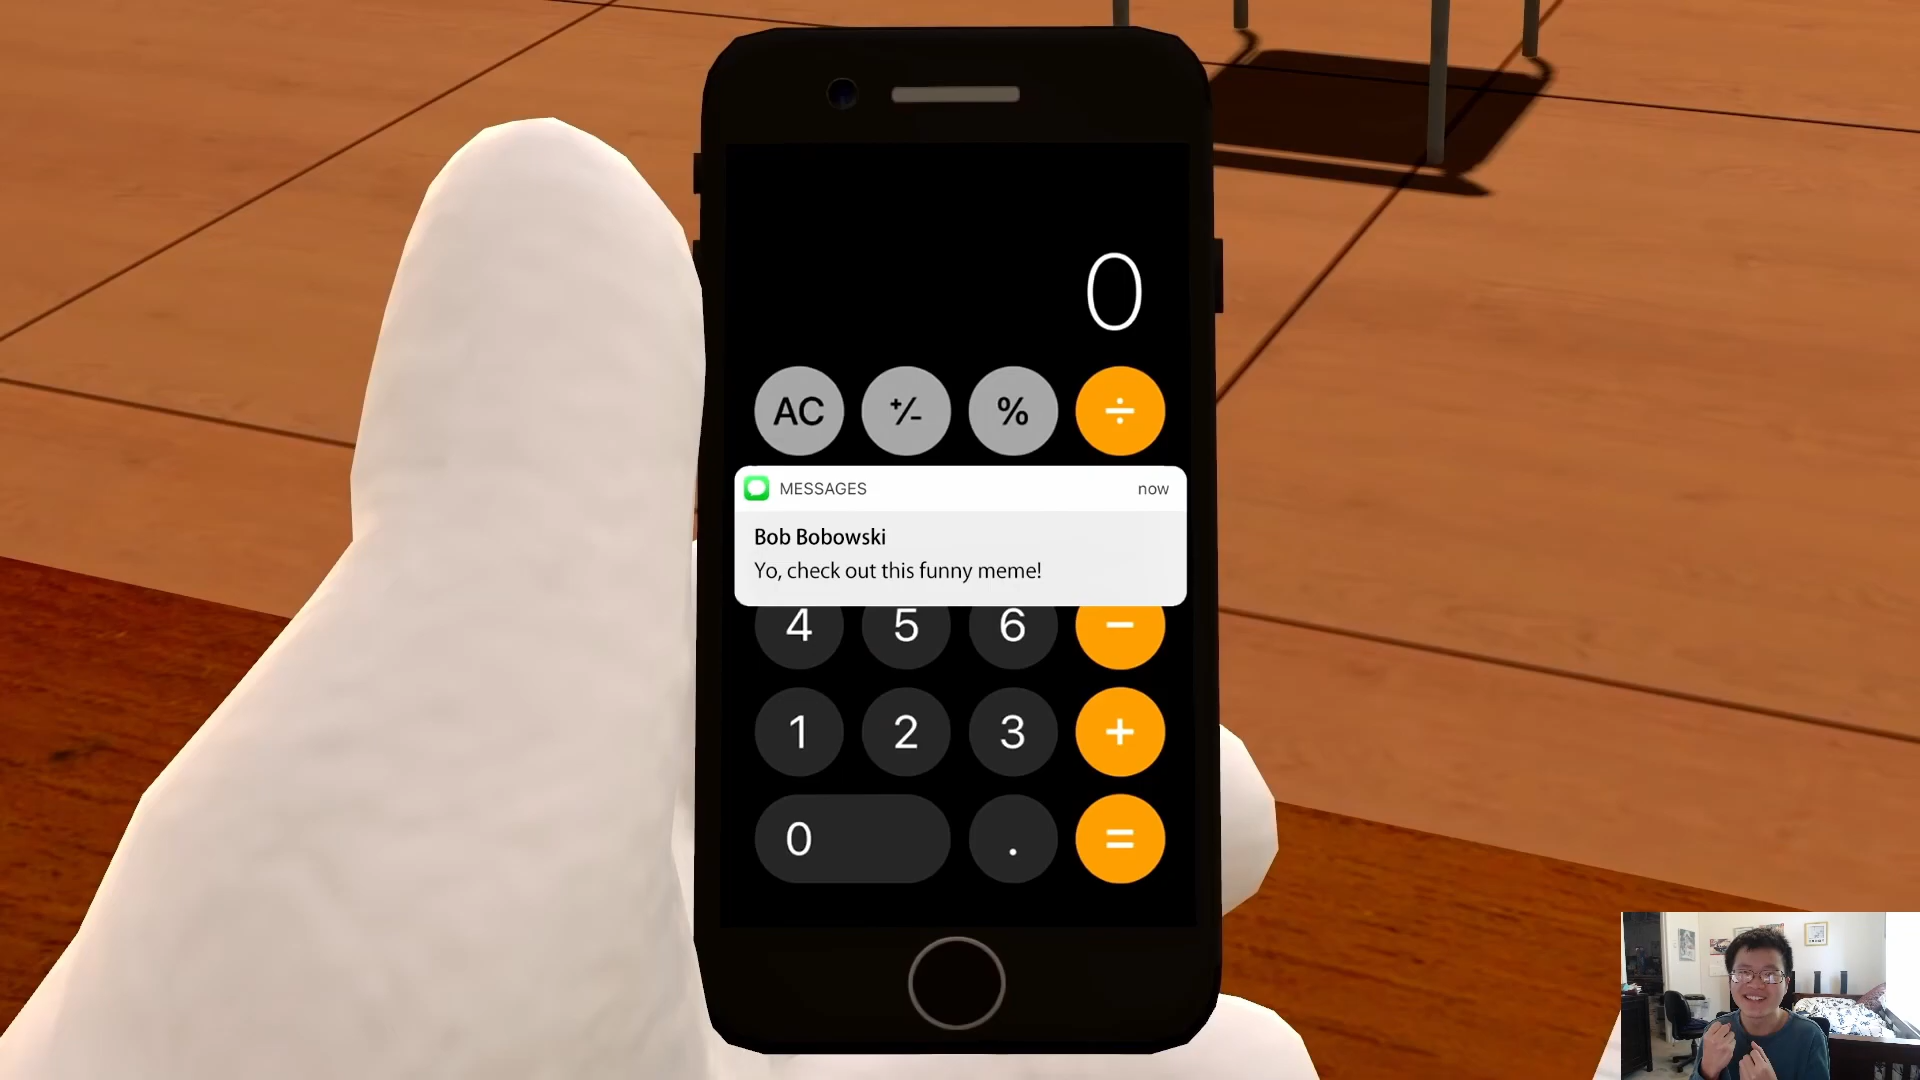 0
AC +/- % ÷
MESSAGES now
Bob Bobowski
Yo, check out this funny meme!
4 5 6 −
1 2 3 +
0 . =